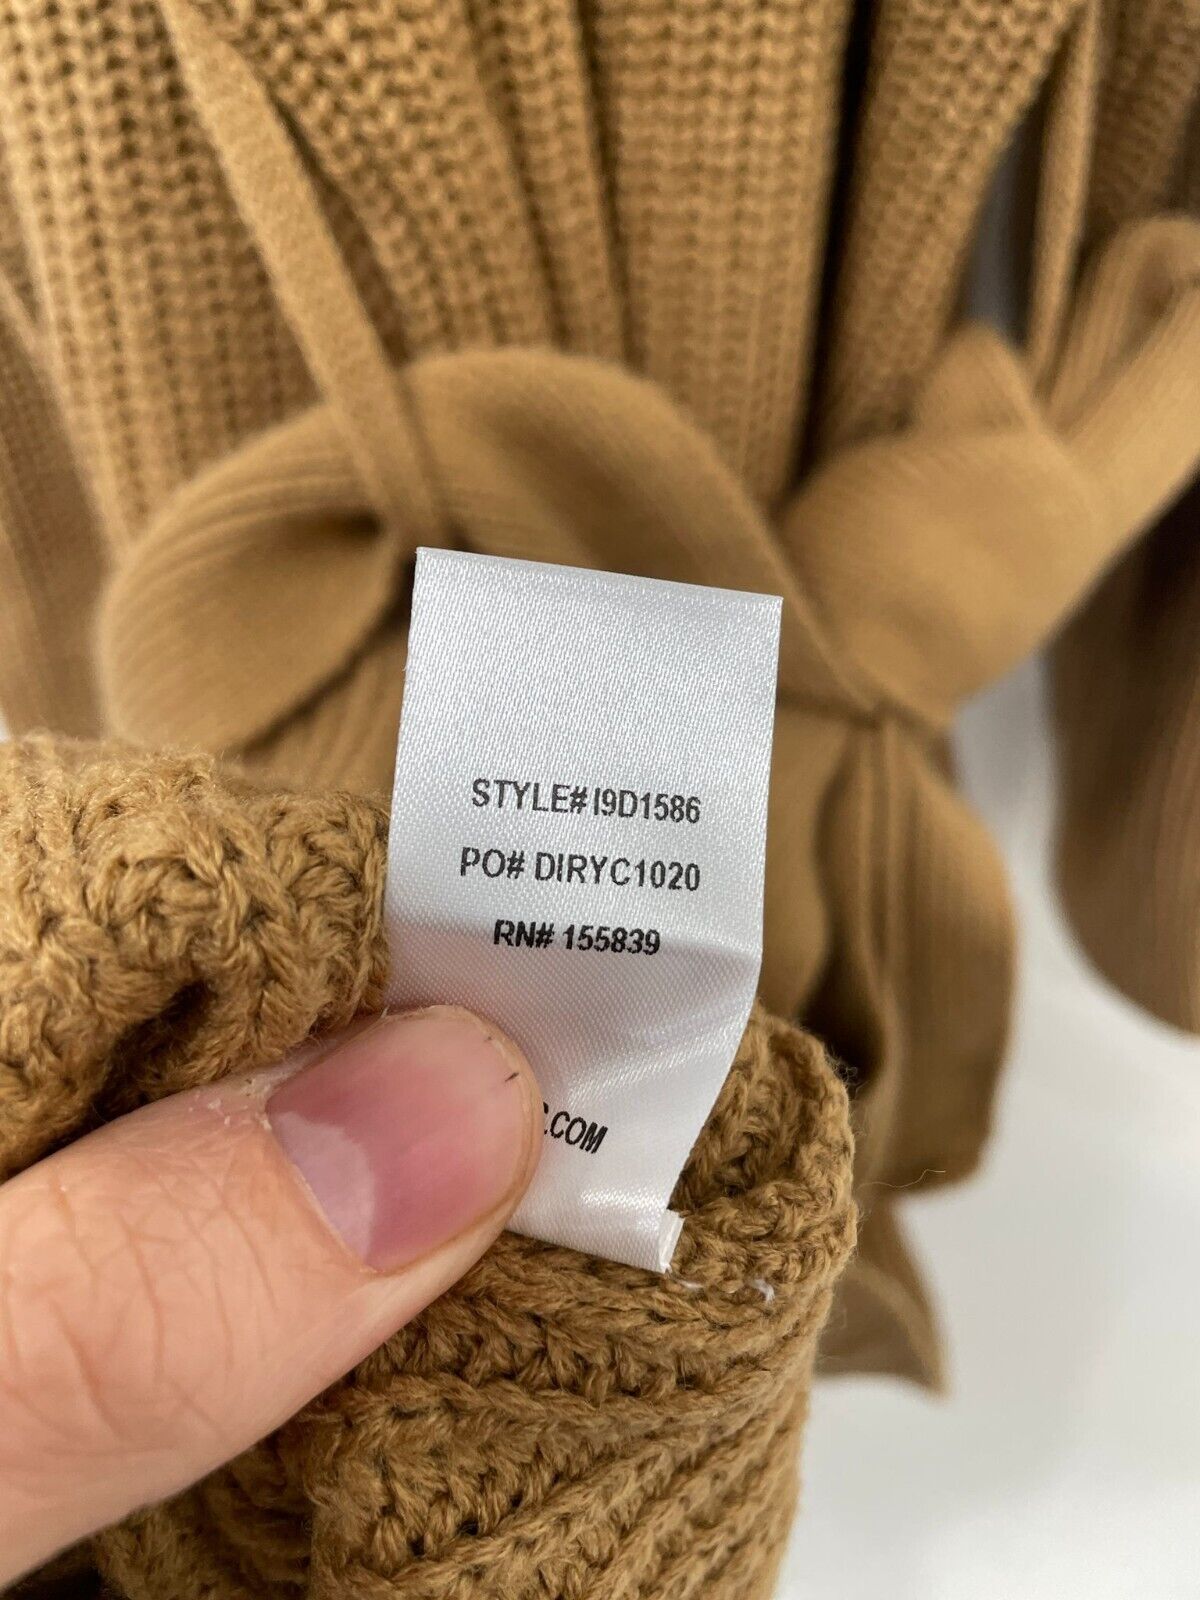 STYLE# I9D1586
PO# DIRYC1020
RN# 155839
.COM